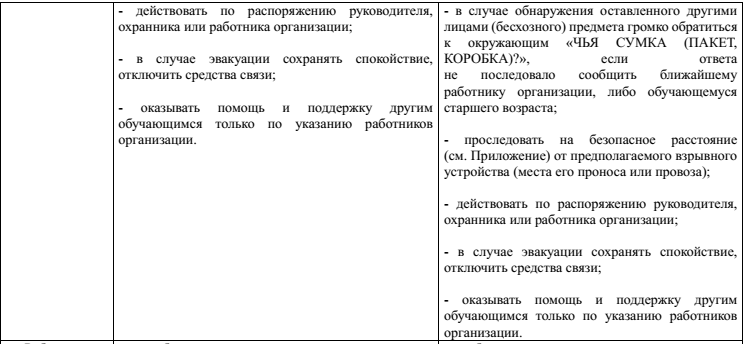 - действовать по распоряжению руководителя,
охранника или работника организации;
- в случае эвакуации сохранять спокойствие,
отключить средства связи;
- оказывать помощь и поддержку другим
обучающимся только по указанию работников
организации.
- в случае обнаружения оставленного другими
лицами (бесхозного) предмета громко обратиться
к окружающим «ЧЬЯ СУМКА (ПАКЕТ,
КОРОБКА)?», если ответа
не последовало сообщить ближайшему
работнику организации, либо обучающемуся
старшего возраста;
- проследовать на безопасное расстояние
(см. Приложение) от предполагаемого взрывного
устройства (места его проноса или провоза);
- действовать по распоряжению руководителя,
охранника или работника организации;
- в случае эвакуации сохранять спокойствие,
отключить средства связи;
- оказывать помощь и поддержку другим
обучающимся только по указанию работников
организации.